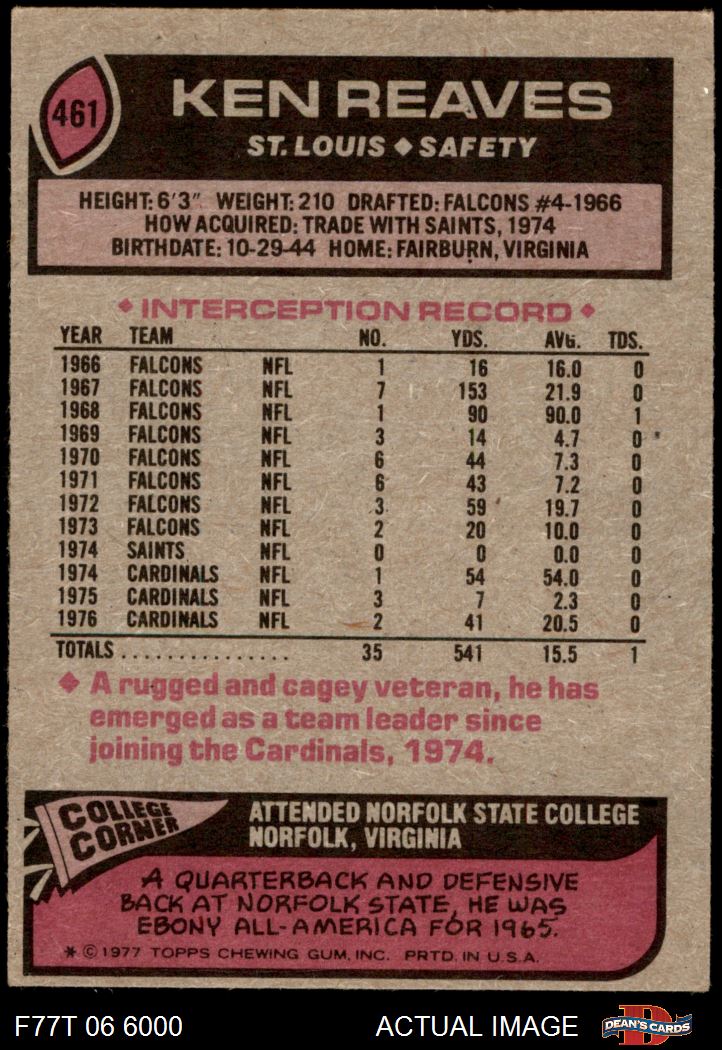 461
KEN REAVES
ST. LOUIS ◆ SAFETY
HEIGHT: 6'3" WEIGHT: 210 DRAFTED: FALCONS #4-1966
HOW ACQUIRED: TRADE WITH SAINTS, 1974
BIRTHDATE: 10-29-44 HOME: FAIRBURN, VIRGINIA
◆ INTERCEPTION RECORD ◆
YEAR TEAM NO. YDS. AVG. TDS.
1966 FALCONS NFL 1 16 16.0 0
1967 FALCONS NFL 7 153 21.9 0
1968 FALCONS NFL 1 90 90.0 1
1969 FALCONS NFL 3 14 4.7 0
1970 FALCONS NFL 6 44 7.3 0
1971 FALCONS NFL 6 43 7.2 0
1972 FALCONS NFL 3 59 19.7 0
1973 FALCONS NFL 2 20 10.0 0
1974 SAINTS NFL 0 0 0.0 0
1974 CARDINALS NFL 1 54 54.0 0
1975 CARDINALS NFL 3 7 2.3 0
1976 CARDINALS NFL 2 41 20.5 0
TOTALS ................ 35 541 15.5 1
◆ A rugged and cagey veteran, he has
emerged as a team leader since
joining the Cardinals, 1974.
COLLEGE
CORNER
ATTENDED NORFOLK STATE COLLEGE
NORFOLK, VIRGINIA
A QUARTERBACK AND DEFENSIVE
BACK AT NORFOLK STATE, HE WAS
EBONY ALL-AMERICA FOR 1965.
* © 1977 TOPPS CHEWING GUM, INC. PRTD. IN U.S.A.
F77T 06 6000 ACTUAL IMAGE
D
DEAN'S CARDS